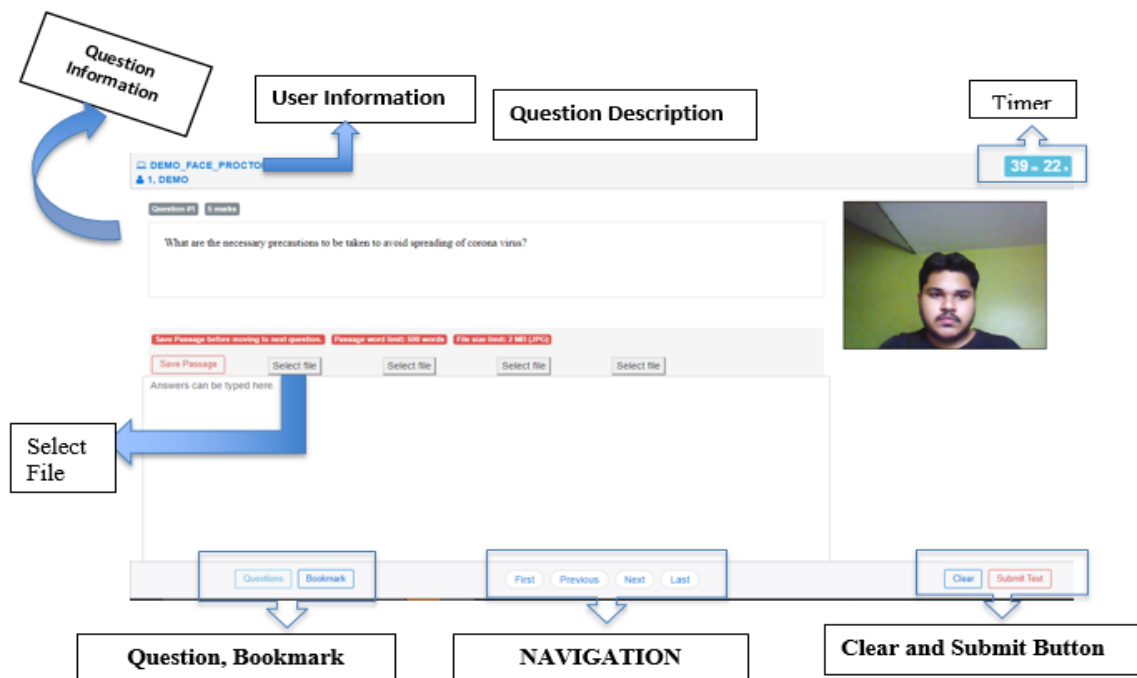 Question
Information
User Information
Question Description
Timer
DEMO_FACE_PROCTO
1, DEMO
39 m 22 s
Question #1 5 marks
What are the necessary precautions to be taken to avoid spreading of corona virus?
Save Passage before moving to next question. Passage word limit: 500 words File size limit: 2 MB (JPG)
Save Passage Select file Select file Select file Select file
Answers can be typed here.
Select
File
Questions Bookmark First Previous Next Last Clear Submit Test
Question, Bookmark
NAVIGATION
Clear and Submit Button